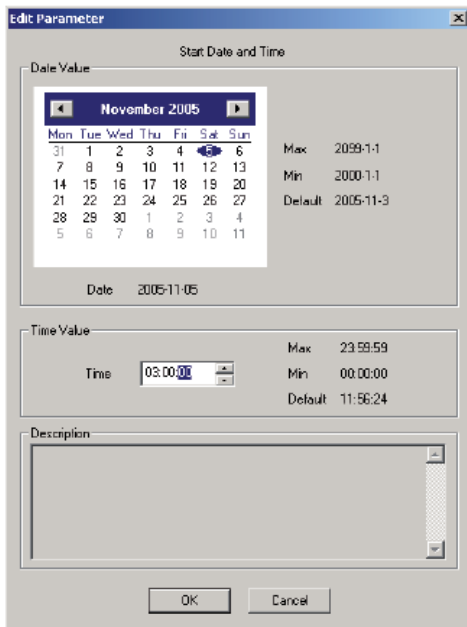 Edit Parameter
Start Date and Time
Date Value
November 2005
Mon Tue Wed Thu Fri Sat Sun
31 1 2 3 4 5 6
7 8 9 10 11 12 13
14 15 16 17 18 19 20
21 22 23 24 25 26 27
28 29 30 1 2 3 4
5 6 7 8 9 10 11
Max 2099-1-1
Min 2000-1-1
Default 2005-11-3
Date 2005-11-05
Time Value
Time 03:00:00
Max 23:59:59
Min 00:00:00
Default 11:56:24
Description
OK Cancel